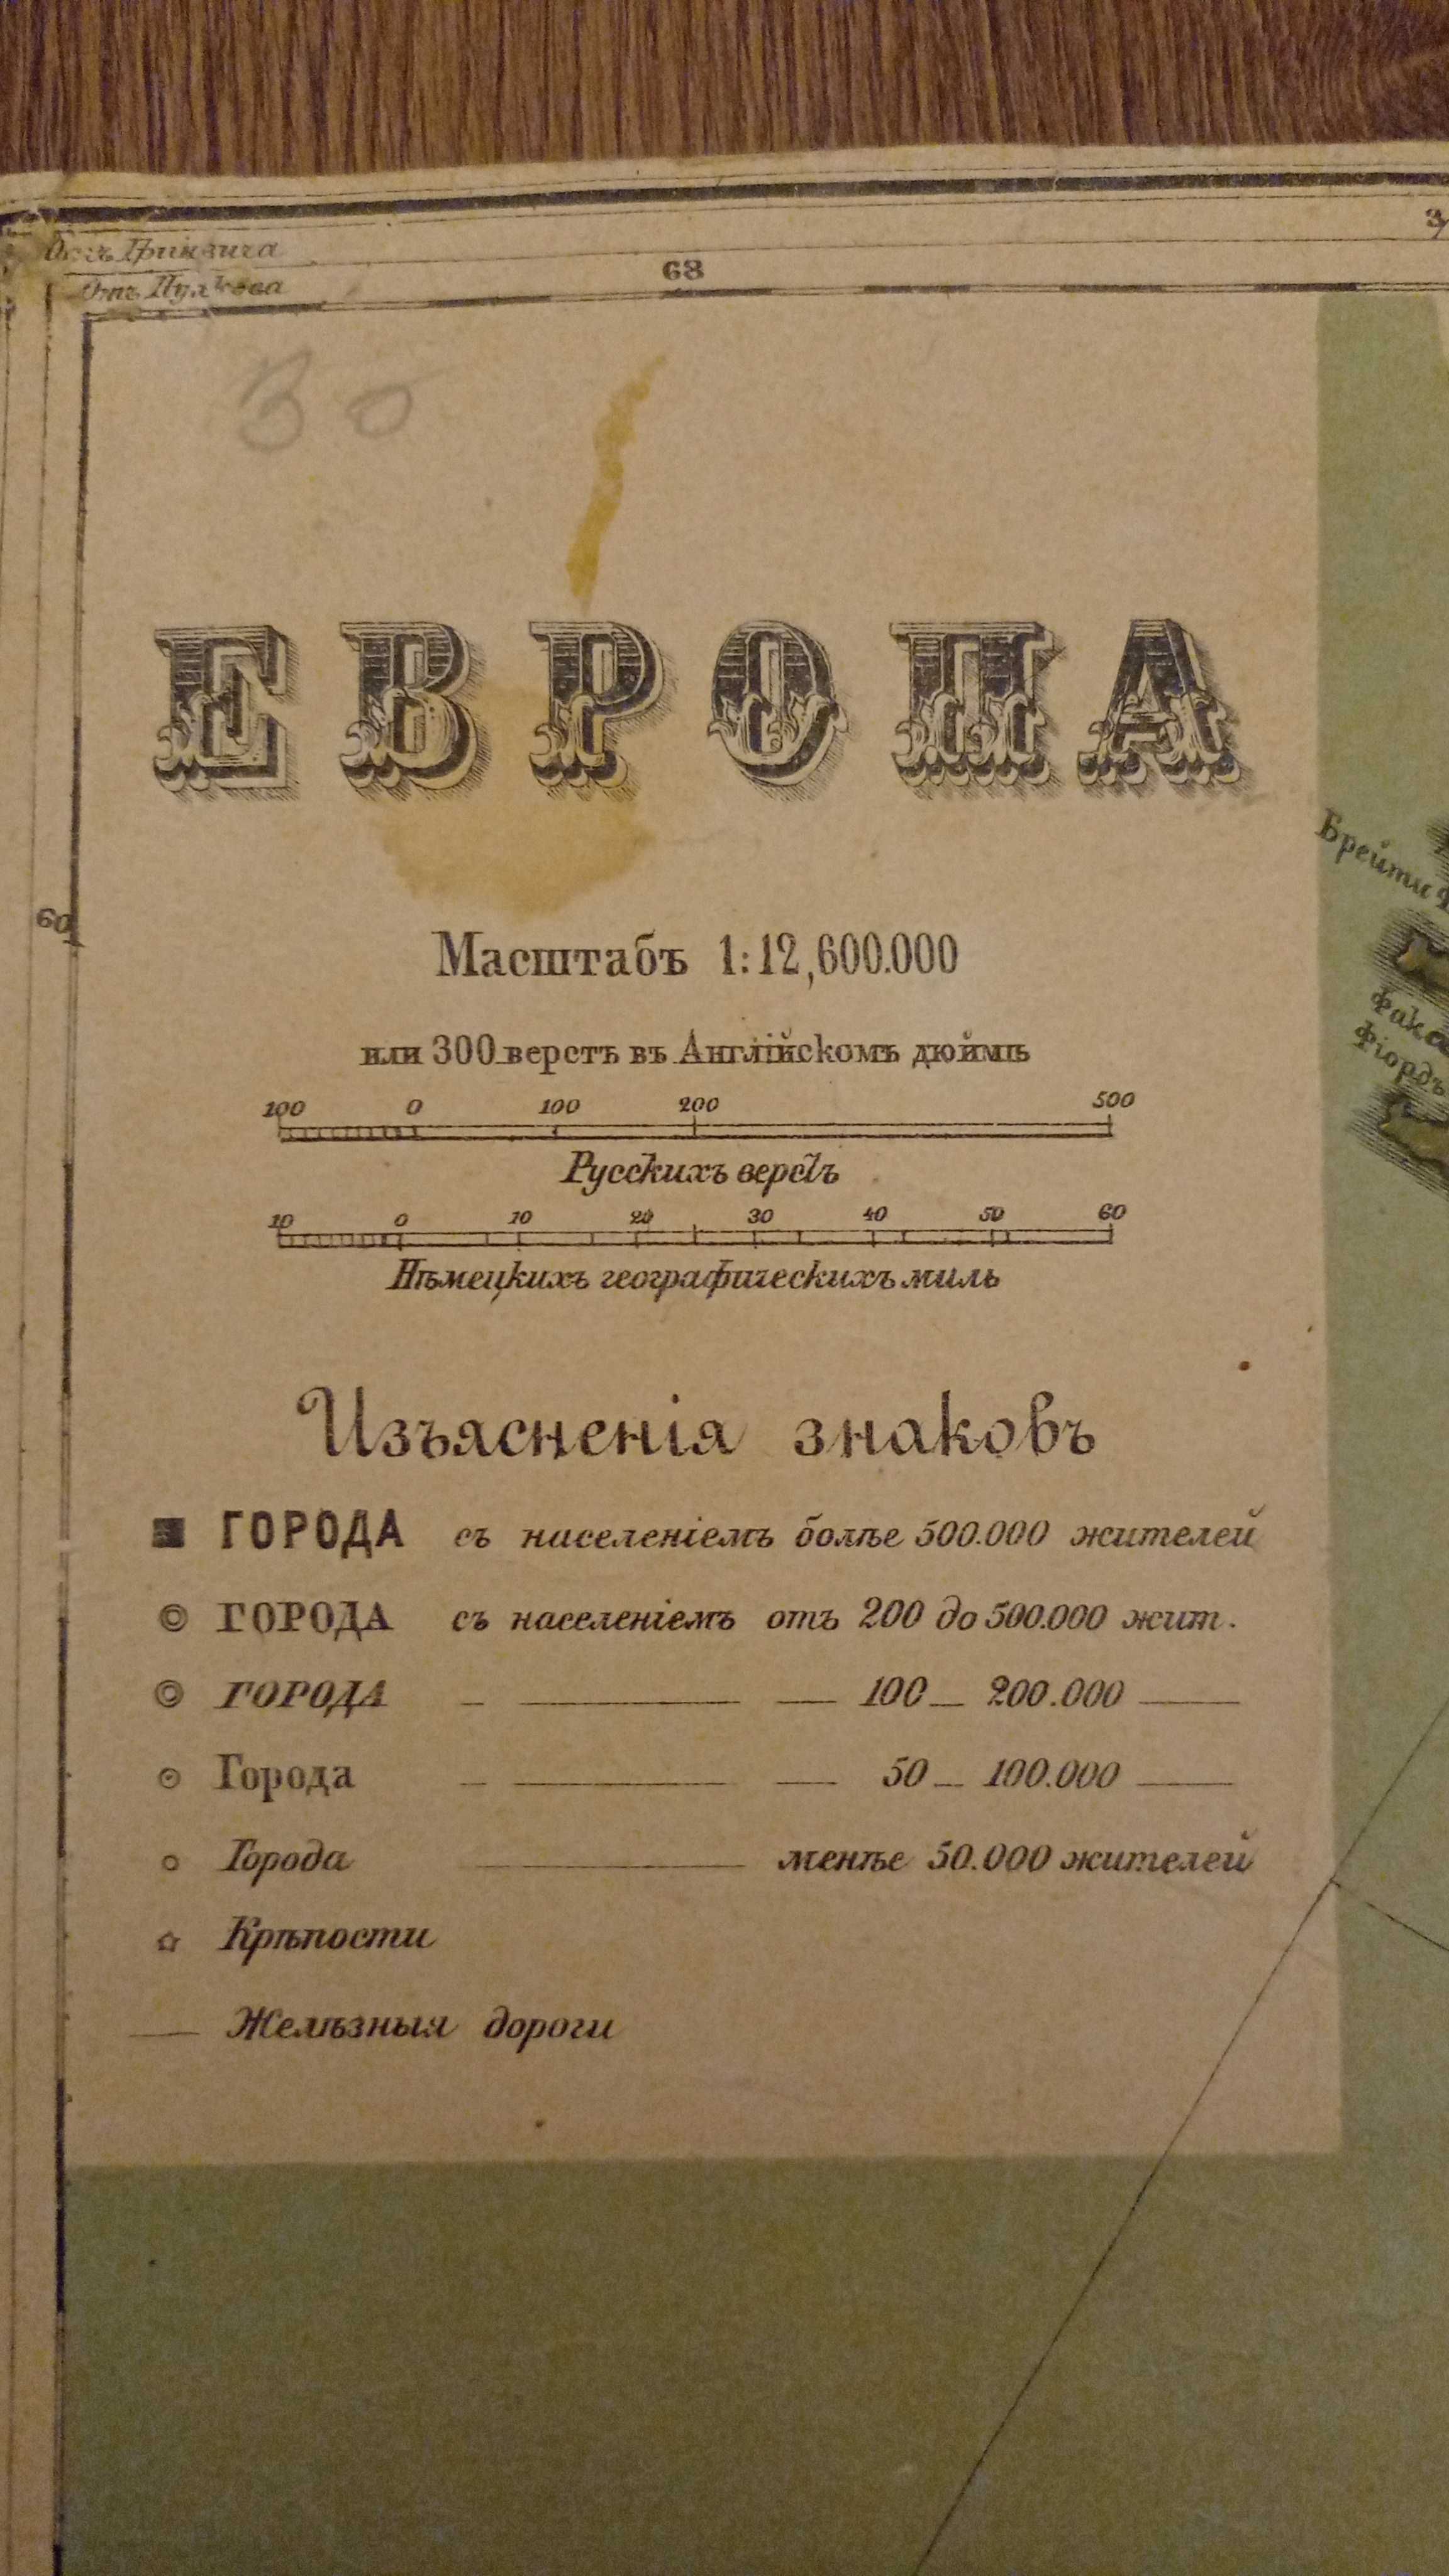 Отъ Гринвича
Отъ Пулкова
68
30
ЕВРОПА
60
Масштабъ 1:12,600.000
или 300 верстъ въ Англійскомъ дюймѣ
100 0 100 200 500
Русскихъ верстъ
10 0 10 20 30 40 50 60
Нѣмецкихъ географическихъ миль
Изъясненія знаковъ
ГОРОДА съ населеніемъ болѣе 500.000 жителей
ГОРОДА съ населеніемъ отъ 200 до 500.000 жит.
ГОРОДА — — — 100 — 200.000 —
Города — — — 50 — 100.000 —
Города — менѣе 50.000 жителей
Крѣпости
Желѣзныя дороги
Фіордъ